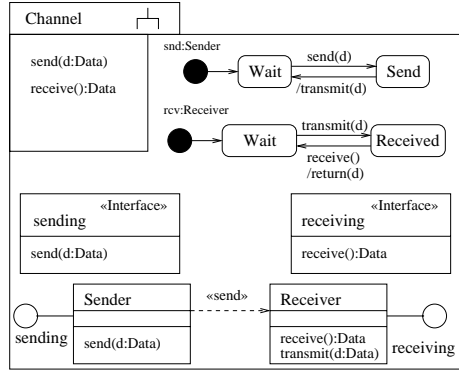 Channel
send(d:Data)
receive():Data
snd:Sender
Wait
send(d)
/transmit(d)
Send
rcv:Receiver
Wait
transmit(d)
receive()
/return(d)
Received
«Interface»
sending
send(d:Data)
«Interface»
receiving
receive():Data
sending
Sender
send(d:Data)
«send»
Receiver
receive():Data
transmit(d:Data)
receiving